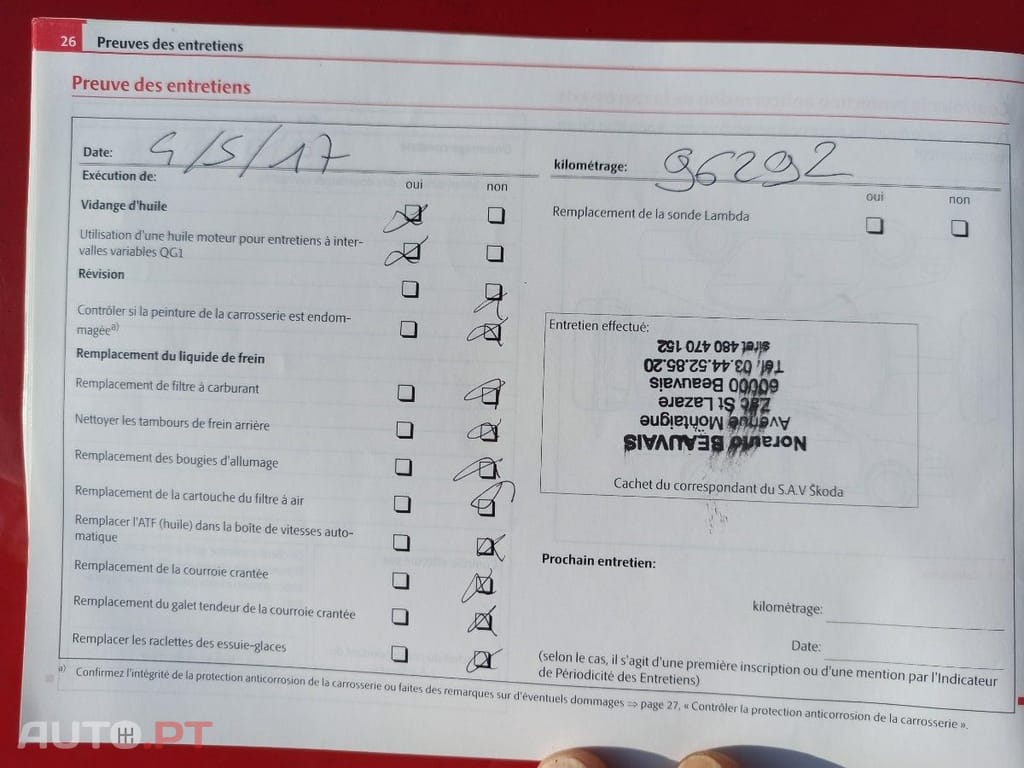 26 Preuves des entretiens
Preuve des entretiens
Date: 4/5/17
Exécution de:
oui non
Vidange d'huile
Utilisation d'une huile moteur pour entretiens à inter-
valles variables QG1
Révision
Contrôler si la peinture de la carrosserie est endom-
magée a)
Remplacement du liquide de frein
Remplacement de filtre à carburant
Nettoyer les tambours de frein arrière
Remplacement des bougies d'allumage
Remplacement de la cartouche du filtre à air
Remplacer l'ATF (huile) dans la boîte de vitesses auto-
matique
Remplacement de la courroie crantée
Remplacement du galet tendeur de la courroie crantée
Remplacer les raclettes des essuie-glaces
kilométrage: 96292
oui non
Remplacement de la sonde Lambda
Entretien effectué:
Norauto BEAUVAIS
Avenue Montaigne
Zac St Lazare
60000 Beauvais
Tél. 03.44.52.85.20
siret 480 470 152
Cachet du correspondant du S.A.V Škoda
Prochain entretien:
kilométrage:
Date:
(selon le cas, il s'agit d'une première inscription ou d'une mention par l'Indicateur
de Périodicité des Entretiens)
a) Confirmez l'intégrité de la protection anticorrosion de la carrosserie ou faites des remarques sur d'éventuels dommages ⇒ page 27, « Contrôler la protection anticorrosion de la carrosserie ».
AUTO.PT